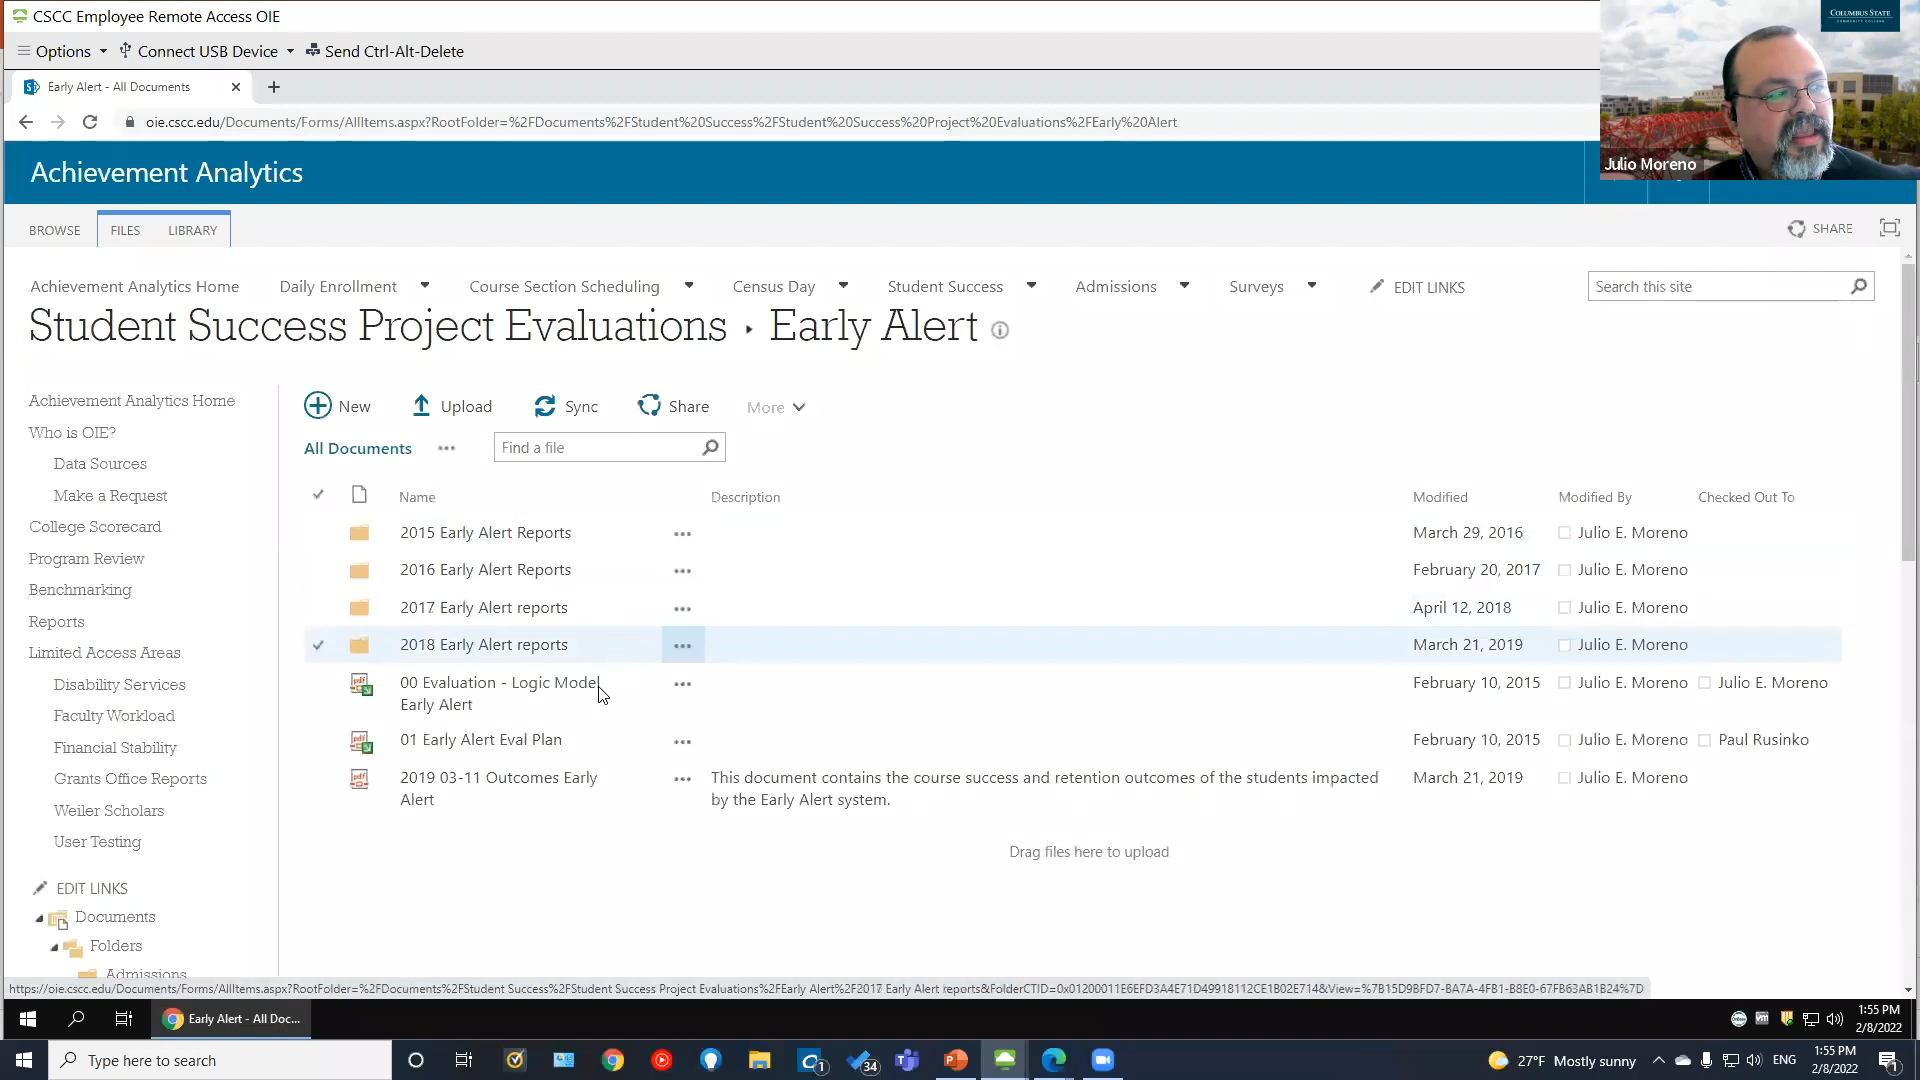 CSCC Employee Remote Access OIE
Options Connect USB Device Send Ctrl-Alt-Delete
COLUMBUS STATE
COMMUNITY COLLEGE
Early Alert - All Documents
oie.cscc.edu/Documents/Forms/AllItems.aspx?RootFolder=%2FDocuments%2FStudent%20Success%2FStudent%20Success%20Project%20Evaluations%2FEarly%20Alert
Julio Moreno
Achievement Analytics
BROWSE FILES LIBRARY SHARE
Achievement Analytics Home Daily Enrollment Course Section Scheduling Census Day Student Success Admissions Surveys EDIT LINKS Search this site
Student Success Project Evaluations Early Alert
Achievement Analytics Home
Who is OIE?
Data Sources
Make a Request
College Scorecard
Program Review
Benchmarking
Reports
Limited Access Areas
Disability Services
Faculty Workload
Financial Stability
Grants Office Reports
Weiler Scholars
User Testing
EDIT LINKS
Documents
Folders
Admissions
New Upload Sync Share More
All Documents ••• Find a file
Name Description Modified Modified By Checked Out To
2015 Early Alert Reports ••• March 29, 2016 Julio E. Moreno
2016 Early Alert Reports ••• February 20, 2017 Julio E. Moreno
2017 Early Alert reports ••• April 12, 2018 Julio E. Moreno
2018 Early Alert reports ••• March 21, 2019 Julio E. Moreno
00 Evaluation - Logic Model ••• February 10, 2015 Julio E. Moreno Julio E. Moreno
Early Alert
01 Early Alert Eval Plan ••• February 10, 2015 Julio E. Moreno Paul Rusinko
2019 03-11 Outcomes Early ••• This document contains the course success and retention outcomes of the students impacted March 21, 2019 Julio E. Moreno
Alert by the Early Alert system.
Drag files here to upload
https://oie.cscc.edu/Documents/Forms/AllItems.aspx?RootFolder=%2FDocuments%2FStudent Success%2FStudent Success Project Evaluations%2FEarly Alert%2F2017 Early Alert reports&FolderCTID=0x01200011E6EFD3A4E71D49918112CE1B02E714&View=%7B15D9BFD7-BA7A-4FB1-B8E0-67FB63AB1B24%7D
Early Alert - All Doc... 1:55 PM
2/8/2022
Type here to search 1 34 27°F Mostly sunny ENG 1:55 PM 1
2/8/2022